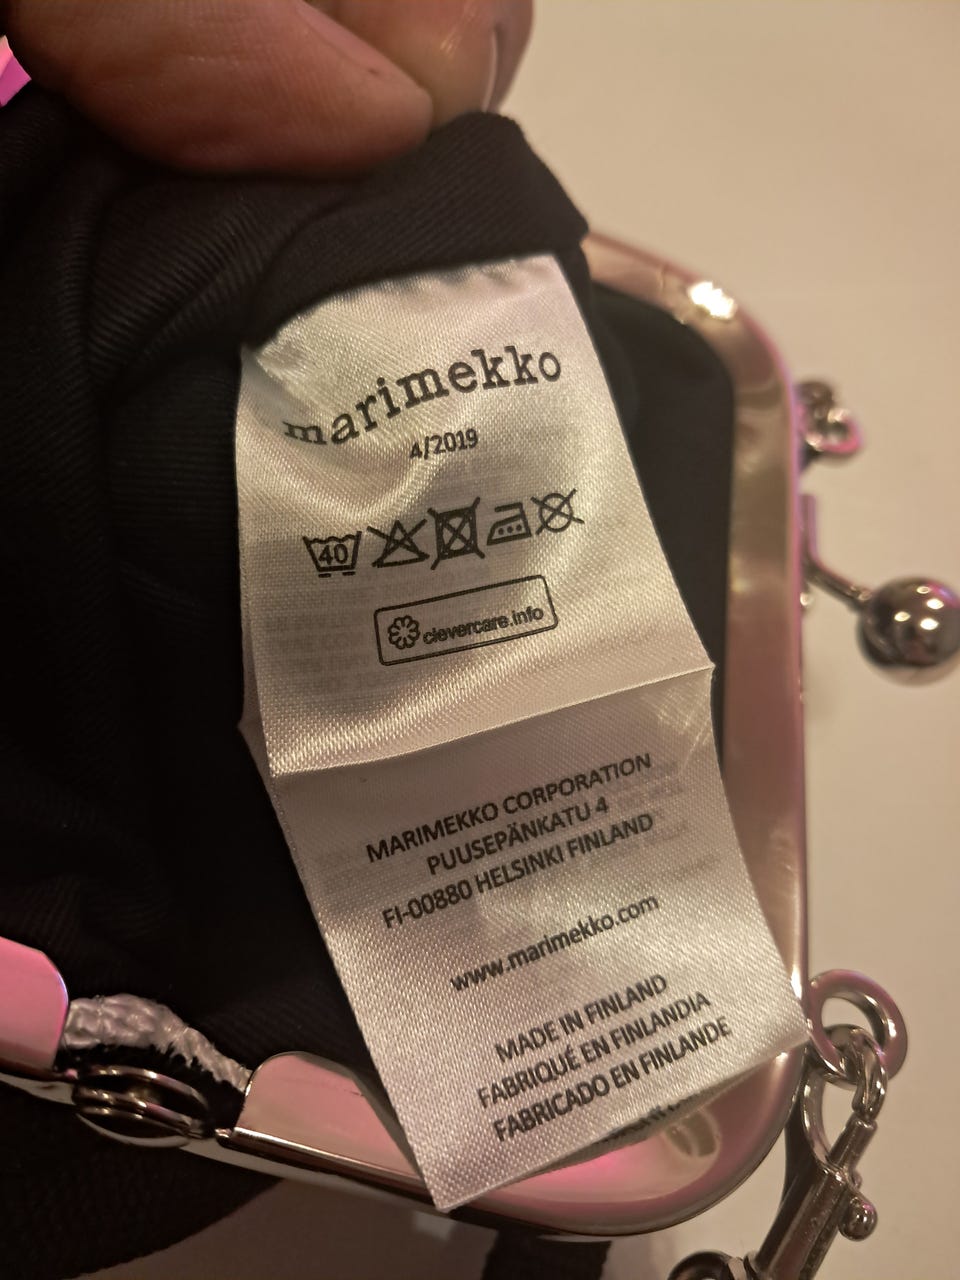 marimekko
4/2019
40
clevercare.info
MARIMEKKO CORPORATION
PUUSEPÄNKATU 4
FI-00880 HELSINKI FINLAND
www.marimekko.com
MADE IN FINLAND
FABRIQUÉ EN FINLANDIA
FABRICADO EN FINLANDE